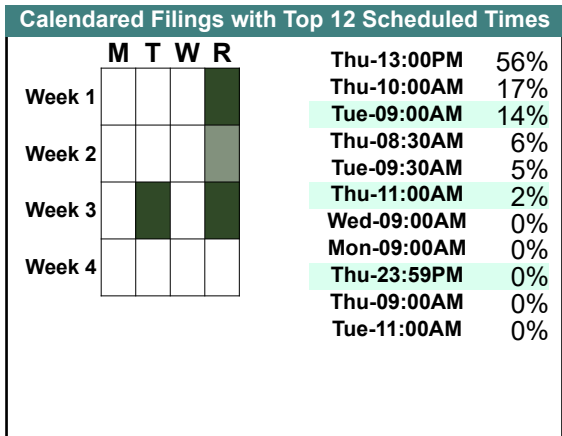 Calendared Filings with Top 12 Scheduled Times
M T W R
Week 1
Week 2
Week 3
Week 4
Thu-13:00PM 56%
Thu-10:00AM 17%
Tue-09:00AM 14%
Thu-08:30AM 6%
Tue-09:30AM 5%
Thu-11:00AM 2%
Wed-09:00AM 0%
Mon-09:00AM 0%
Thu-23:59PM 0%
Thu-09:00AM 0%
Tue-11:00AM 0%